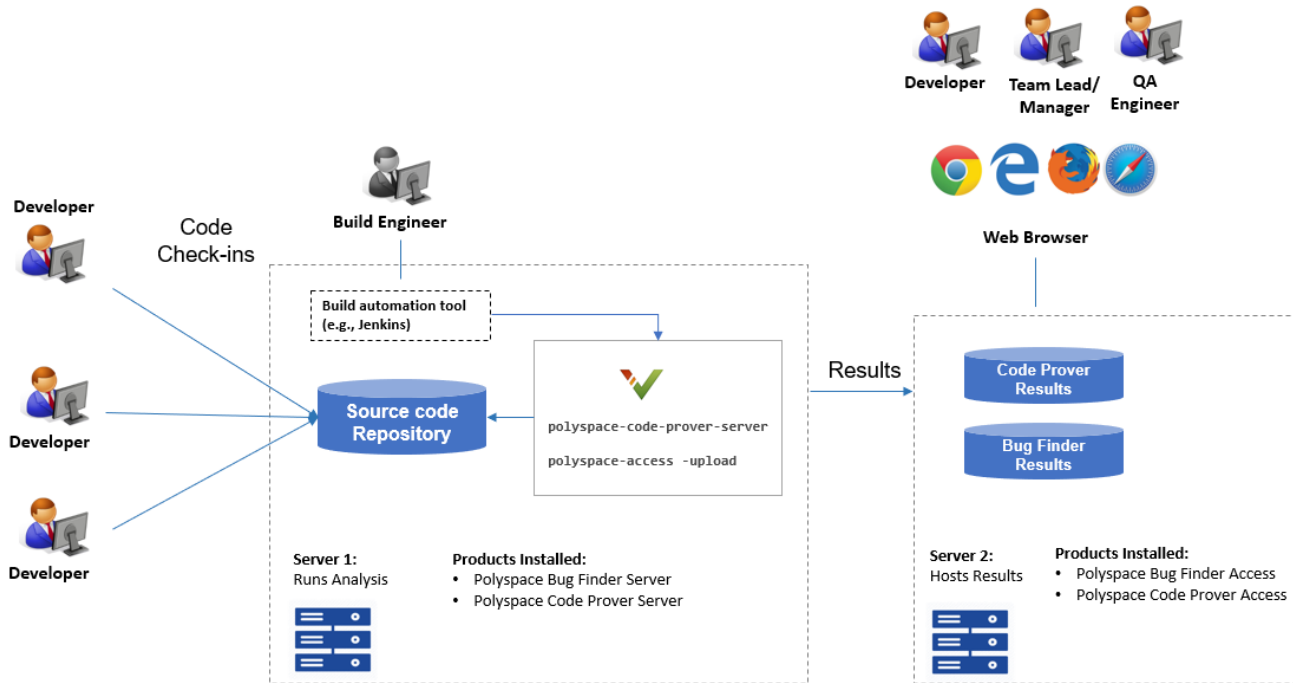 Developer
Team Lead/
Manager
QA
Engineer
Web Browser
Developer
Code
Check-ins
Build Engineer
Build automation tool
(e.g., Jenkins)
Source code
Repository
polyspace-code-prover-server
polyspace-access -upload
Results
Code Prover
Results
Bug Finder
Results
Developer
Developer
Server 1:
Runs Analysis
Products Installed:
• Polyspace Bug Finder Server
• Polyspace Code Prover Server
Server 2:
Hosts Results
Products Installed:
• Polyspace Bug Finder Access
• Polyspace Code Prover Access